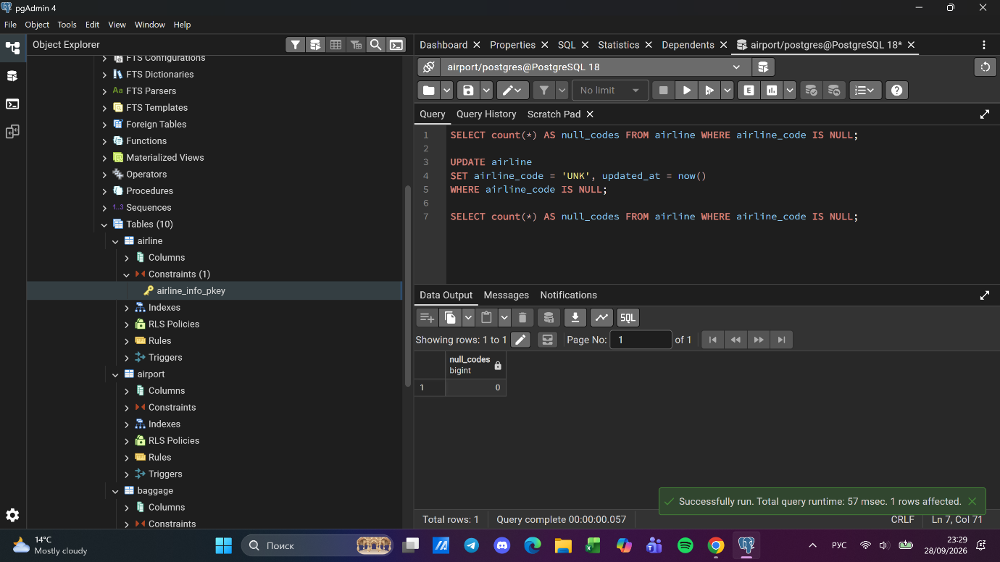 pgAdmin 4
File Object Tools Edit View Window Help
Object Explorer
FTS Configurations
FTS Dictionaries
Aa FTS Parsers
FTS Templates
Foreign Tables
Functions
Materialized Views
Operators
Procedures
1..3 Sequences
Tables (10)
airline
Columns
Constraints (1)
airline_info_pkey
Indexes
RLS Policies
Rules
Triggers
airport
Columns
Constraints
Indexes
RLS Policies
Rules
Triggers
baggage
Columns
Constraints
Dashboard Properties SQL Statistics Dependents airport/postgres@PostgreSQL 18*
airport/postgres@PostgreSQL 18
No limit E
Query Query History Scratch Pad
1 SELECT count(*) AS null_codes FROM airline WHERE airline_code IS NULL;
2
3 UPDATE airline
4 SET airline_code = 'UNK', updated_at = now()
5 WHERE airline_code IS NULL;
6
7 SELECT count(*) AS null_codes FROM airline WHERE airline_code IS NULL;
Data Output Messages Notifications
SQL
Showing rows: 1 to 1 Page No: 1 of 1
null_codes
bigint
1 0
Successfully run. Total query runtime: 57 msec. 1 rows affected.
Total rows: 1 Query complete 00:00:00.057 CRLF Ln 7, Col 71
14°C
Mostly cloudy
Поиск
РУС
23:29
28/09/2026